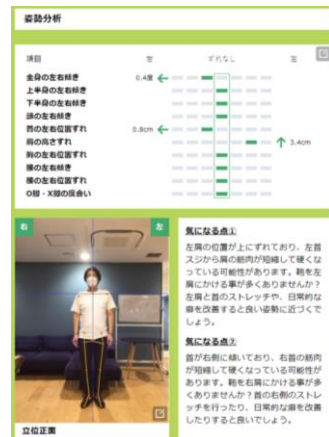 姿勢分析
項目 右 ずれなし 左
全身の左右傾き 0.4度
上半身の左右傾き
下半身の左右傾き
頭の左右傾き
首の左右位置ずれ 0.8cm
肩の高さずれ 3.4cm
胸の左右位置ずれ
腰の左右傾き
腰の左右位置ずれ
O脚・X脚の度合い
右 左
立位正面
気になる点①
左肩の位置が上にずれており、左首
スジから肩の筋肉が短縮して硬くな
っている可能性があります。鞄を左
肩にかける事が多くありませんか？
左肩と首のストレッチや、日常的な
癖を改善すると良い姿勢に近づくで
しょう。
気になる点②
首が右側に傾いており、右首の筋肉
が短縮して硬くなっている可能性が
あります。鞄を右肩にかける事が多
くありませんか？首の右側のストレ
ッチを行ったり、日常的な癖を改善
したりすると良いでしょう。